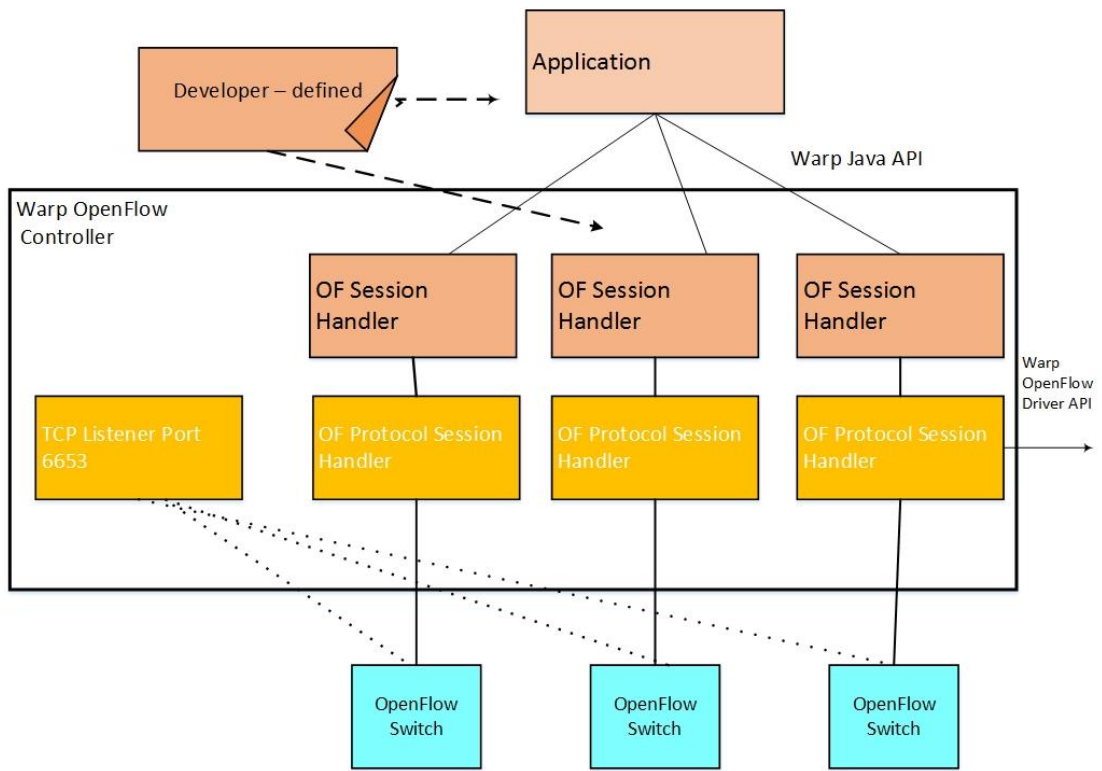 Developer – defined
Application
Warp Java API
Warp OpenFlow
Controller
OF Session
Handler
OF Session
Handler
OF Session
Handler
Warp
OpenFlow
Driver API
TCP Listener Port
6653
OF Protocol Session
Handler
OF Protocol Session
Handler
OF Protocol Session
Handler
OpenFlow
Switch
OpenFlow
Switch
OpenFlow
Switch